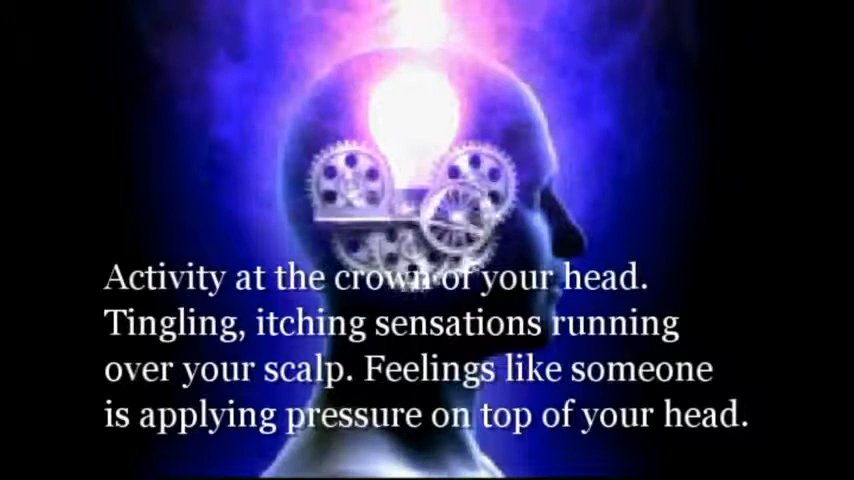 Activity at the crown of your head.
Tingling, itching sensations running
over your scalp. Feelings like someone
is applying pressure on top of your head.